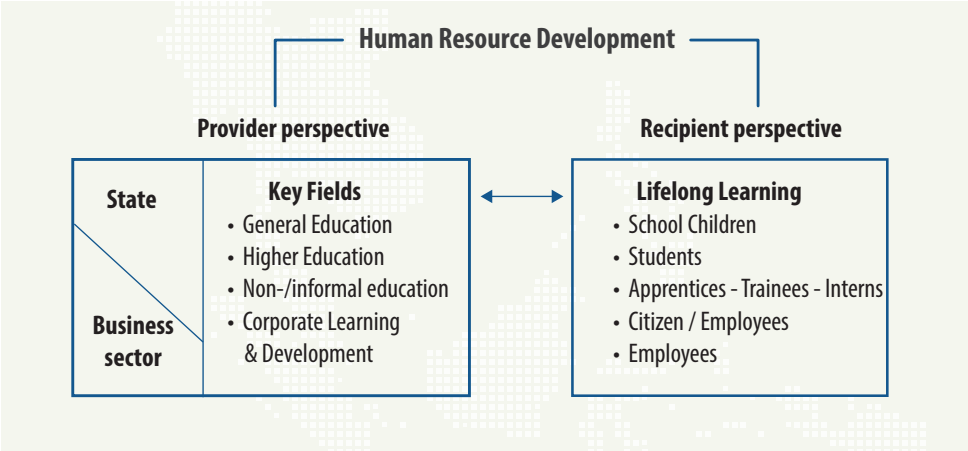 Human Resource Development
Provider perspective
Recipient perspective
State
Business
sector
Key Fields
• General Education
• Higher Education
• Non-/informal education
• Corporate Learning
& Development
Lifelong Learning
• School Children
• Students
• Apprentices - Trainees - Interns
• Citizen / Employees
• Employees